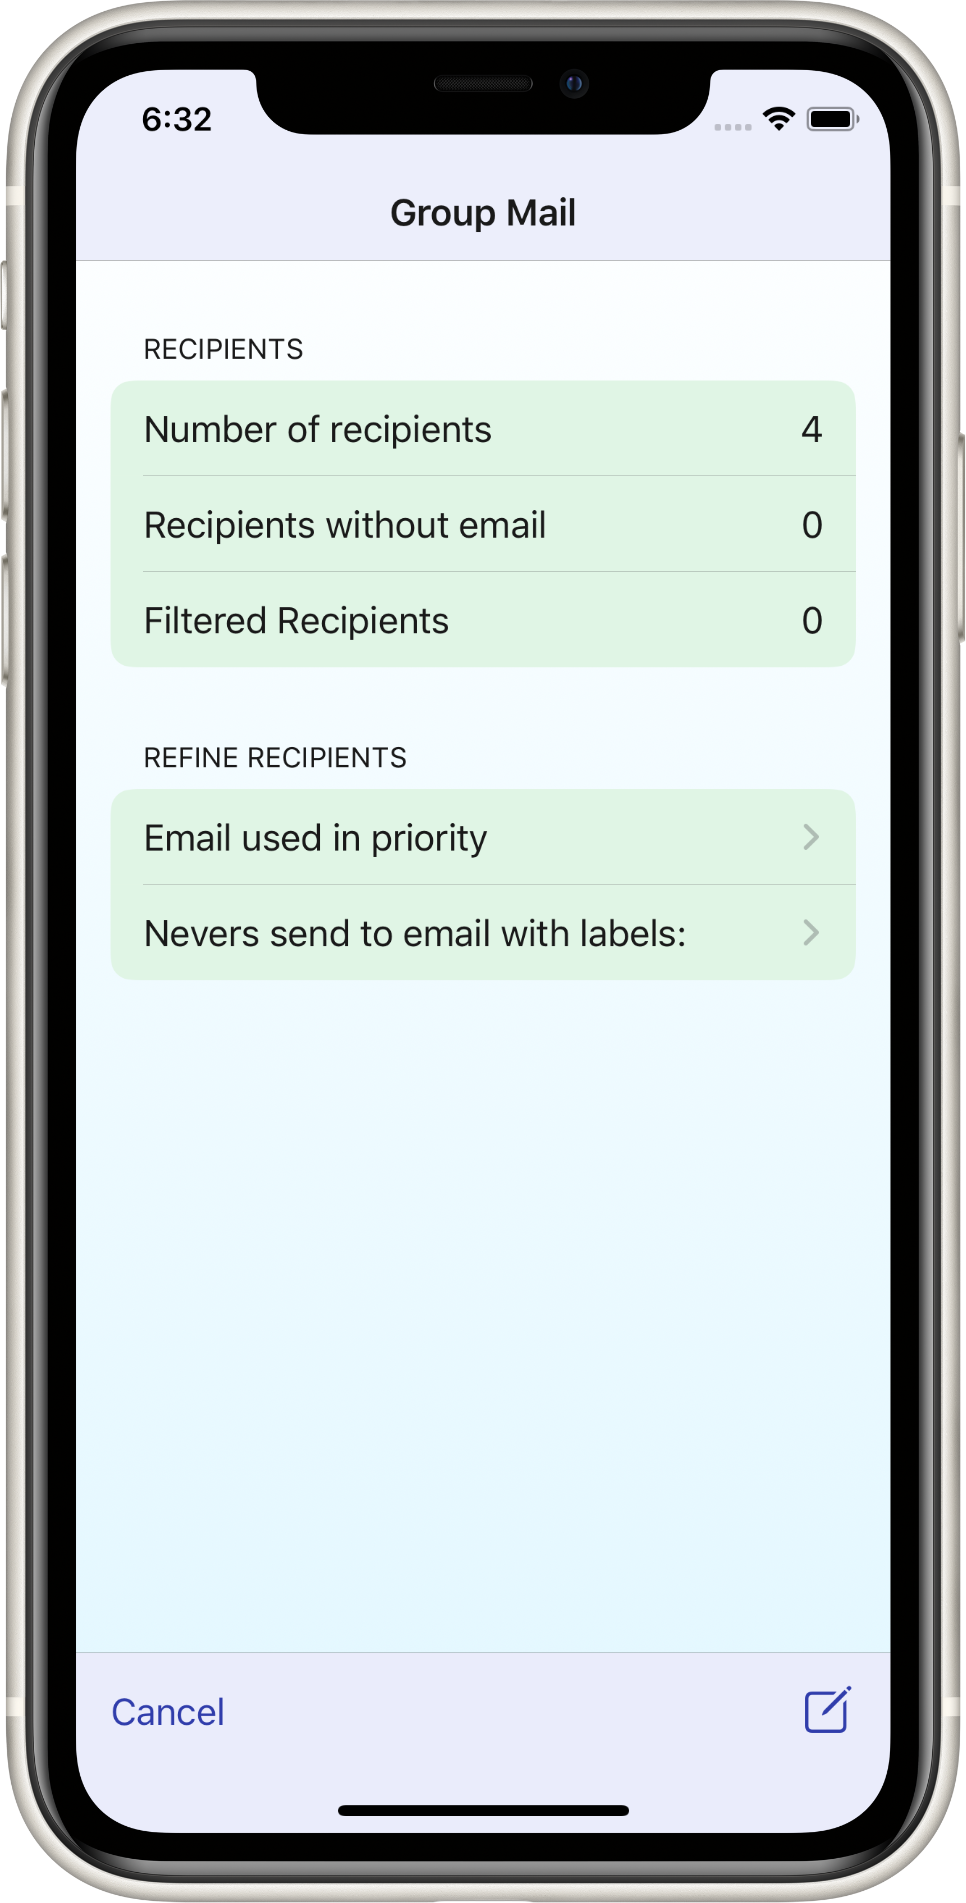 6:32
Group Mail
RECIPIENTS
Number of recipients 4
Recipients without email 0
Filtered Recipients 0
REFINE RECIPIENTS
Email used in priority
Nevers send to email with labels:
Cancel